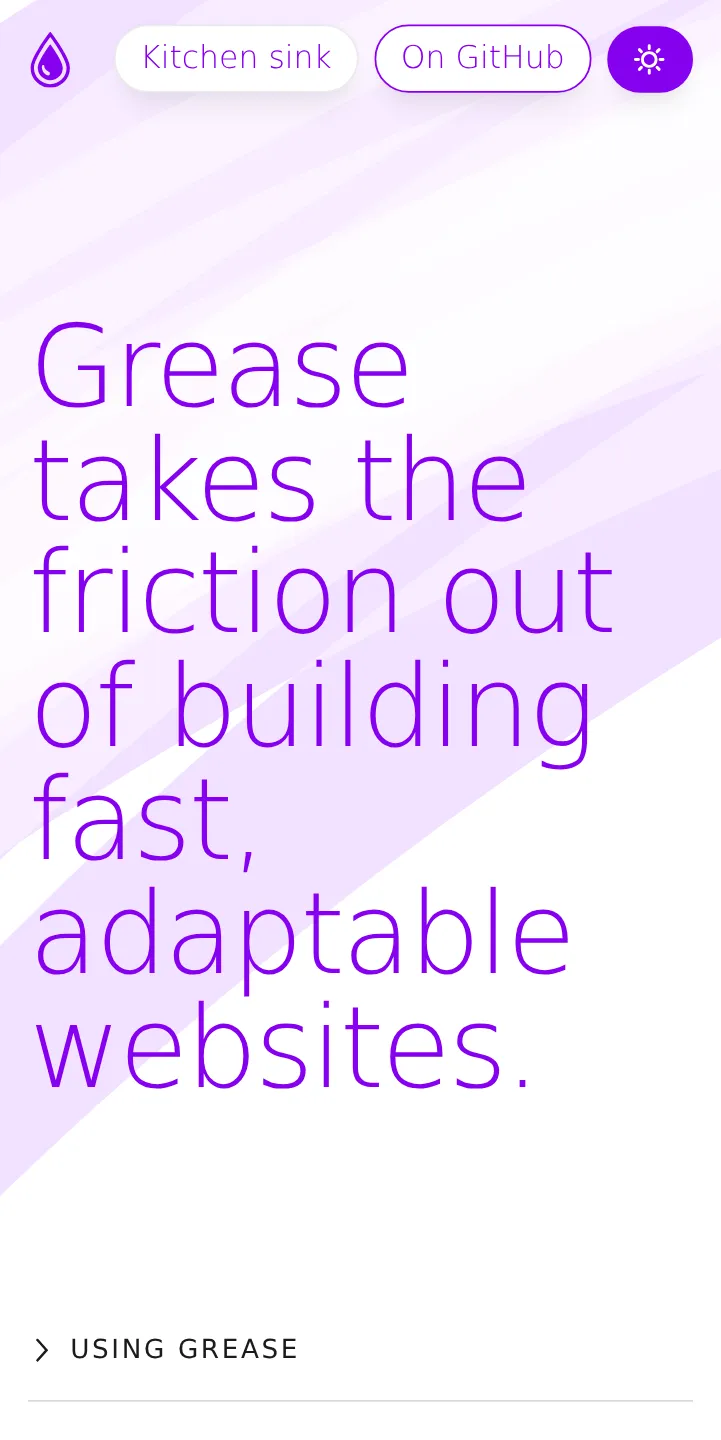 Kitchen sink
On GitHub
Grease
takes the
friction out
of building
fast,
adaptable
websites.
USING GREASE